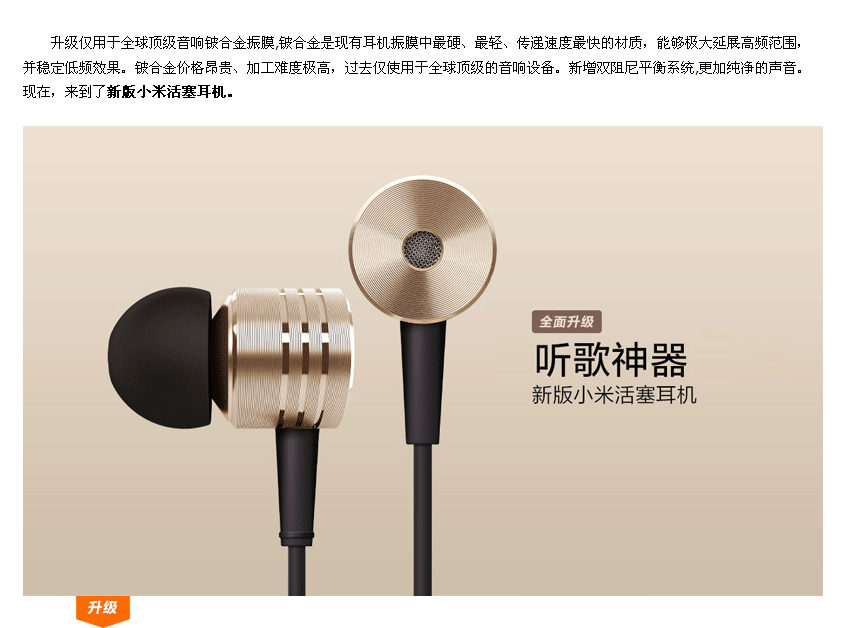 升级仅用于全球顶级音响铍合金振膜,铍合金是现有耳机振膜中最硬、最轻、传递速度最快的材质，能够极大延展高频范围，
并稳定低频效果。铍合金价格昂贵、加工难度极高，过去仅使用于全球顶级的音响设备。新增双阻尼平衡系统,更加纯净的声音。
现在，来到了新版小米活塞耳机。
全面升级
听歌神器
新版小米活塞耳机
升级